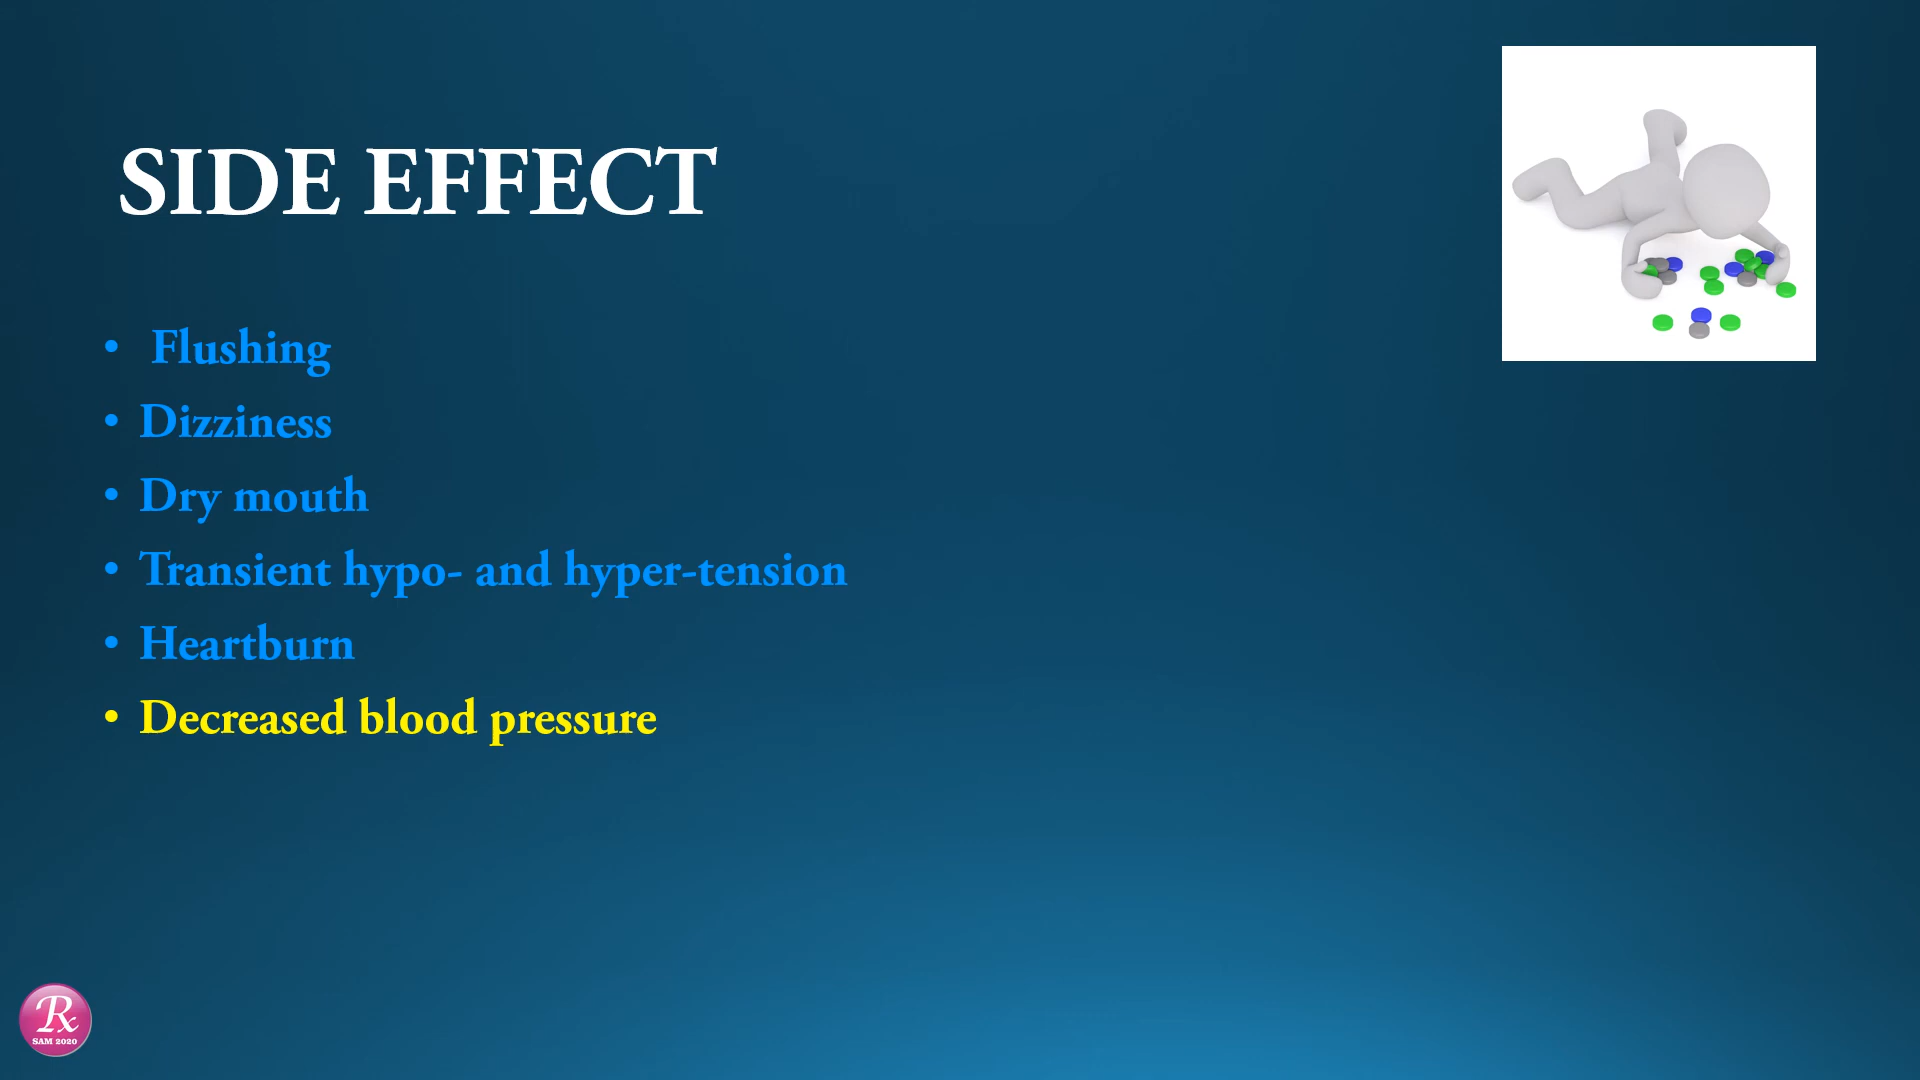 SIDE EFFECT
• Flushing
• Dizziness
• Dry mouth
• Transient hypo- and hyper-tension
• Heartburn
• Decreased blood pressure
Rx
SAM 2020